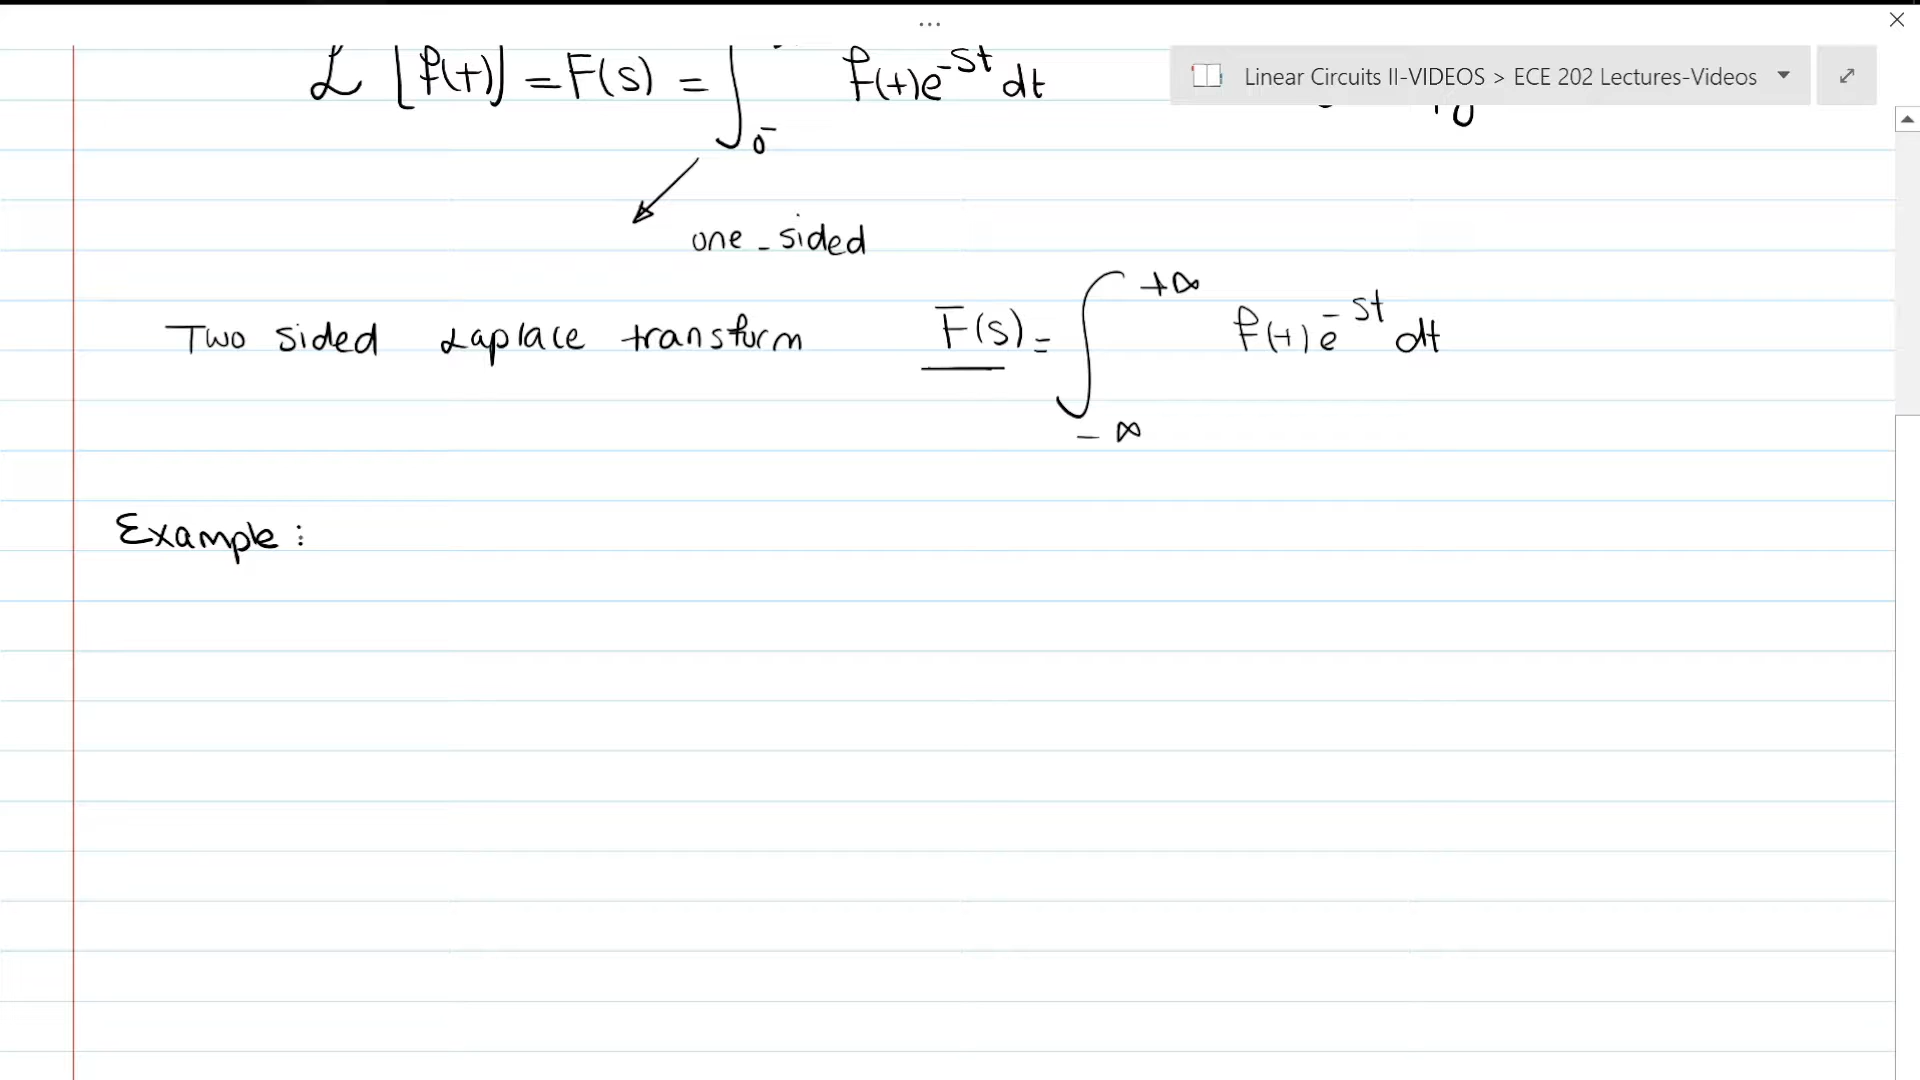 ...
ℒ [f(t)] = F(s) = ∫_{0⁻} f(t)e^{-st} dt
Linear Circuits II-VIDEOS > ECE 202 Lectures-Videos
one-sided
Two sided Laplace transform F(s) = ∫_{-∞}^{+∞} f(t)e^{-st} dt
Example: